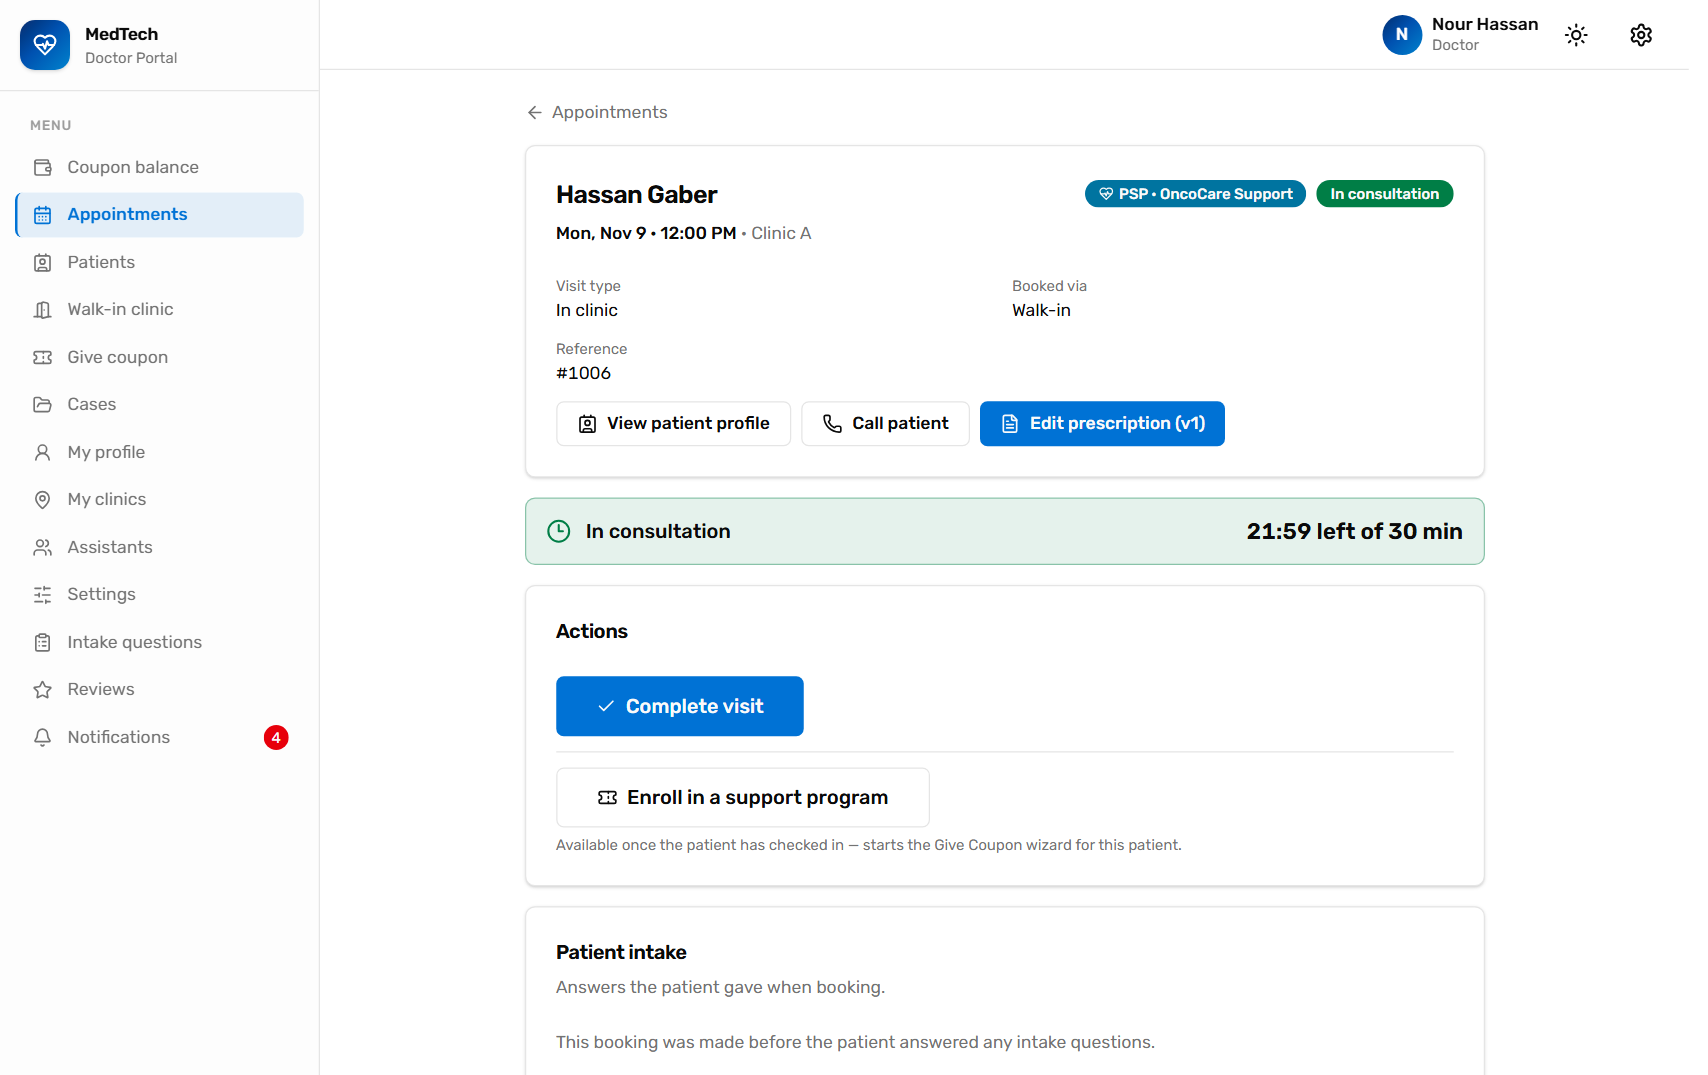 MedTech
Doctor Portal
N
Nour Hassan
Doctor
MENU
Coupon balance
Appointments
Patients
Walk-in clinic
Give coupon
Cases
My profile
My clinics
Assistants
Settings
Intake questions
Reviews
Notifications
4
Appointments
Hassan Gaber
PSP • OncoCare Support
In consultation
Mon, Nov 9 • 12:00 PM • Clinic A
Visit type
In clinic
Booked via
Walk-in
Reference
#1006
View patient profile
Call patient
Edit prescription (v1)
In consultation
21:59 left of 30 min
Actions
Complete visit
Enroll in a support program
Available once the patient has checked in — starts the Give Coupon wizard for this patient.
Patient intake
Answers the patient gave when booking.
This booking was made before the patient answered any intake questions.